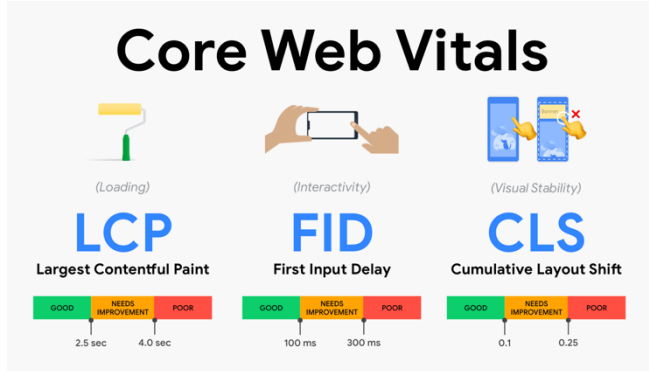 Core Web Vitals
Banner
(Loading)
(Interactivity)
(Visual Stability)
LCP
FID
CLS
Largest Contentful Paint
First Input Delay
Cumulative Layout Shift
GOOD
NEEDS
IMPROVEMENT
POOR
GOOD
NEEDS
IMPROVEMENT
POOR
GOOD
NEEDS
IMPROVEMENT
POOR
2.5 sec
4.0 sec
100 ms
300 ms
0.1
0.25